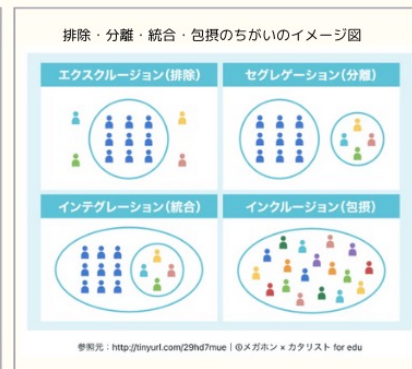 排除・分離・統合・包摂のちがいのイメージ図
エクスクルージョン(排除)
セグレゲーション(分離)
インテグレーション(統合)
インクルージョン(包摂)
参照元:http://tinyurl.com/29hd7mue | ©メガホン × カタリスト for edu